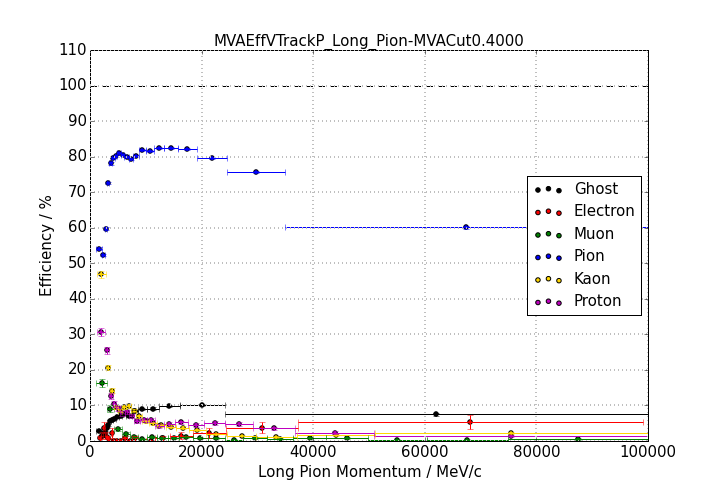 MVAEffVTrackP_Long_Pion-MVACut0.4000
110
100
90
80
70
60
50
40
30
20
10
0
Efficiency / %
Ghost
Electron
Muon
Pion
Kaon
Proton
0 20000 40000 60000 80000 100000
Long Pion Momentum / MeV/c